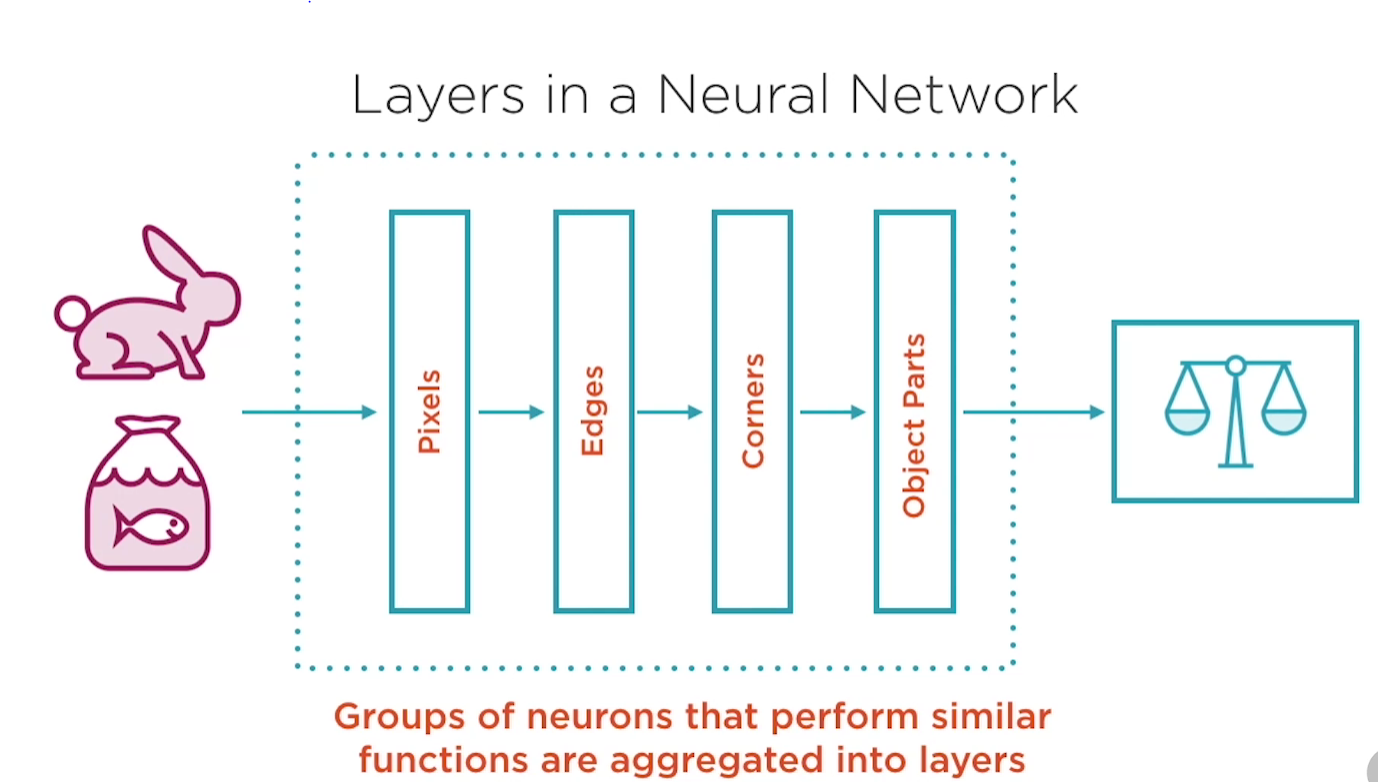 Layers in a Neural Network
Pixels
Edges
Corners
Object Parts
Groups of neurons that perform similar
functions are aggregated into layers